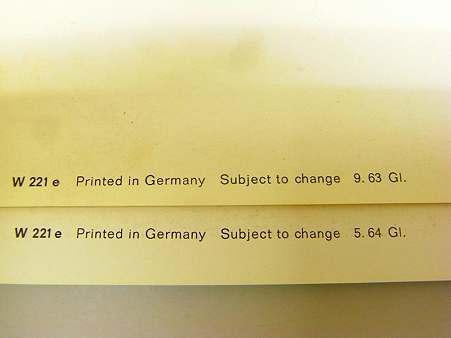 W 221 e Printed in Germany Subject to change 9.63 Gl.
W 221 e Printed in Germany Subject to change 5.64 Gl.